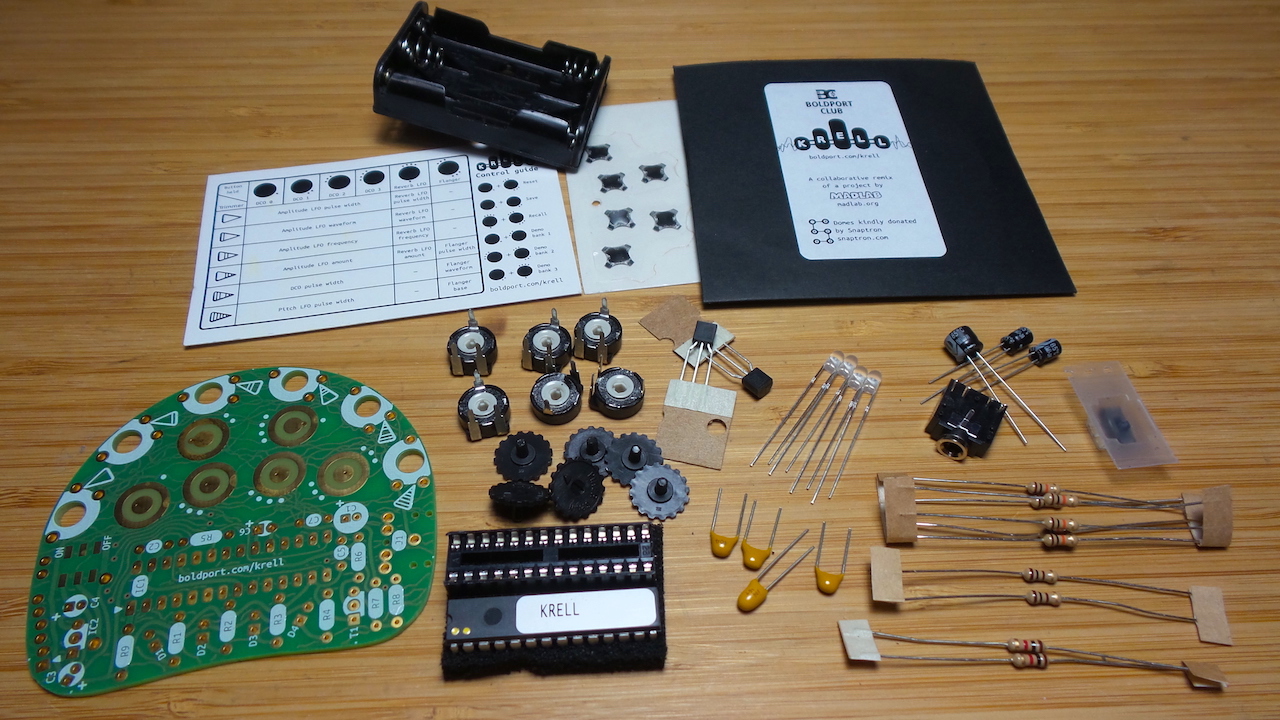 BC
BOLDPORT
CLUB
KRELL
boldport.com/krell
A collaborative remix
of a project by
MADLAB
madlab.org
Domes kindly donated
by Snaptron
snaptron.com
KRELL
Control guide
Reset
Save
Recall
Demo
bank 1
Demo
bank 2
Demo
bank 3
boldport.com/krell
Button
held
DCO 0
DCO 1
DCO 2
DCO 3
Reverb LFO
Flanger
Amplitude LFO pulse width
Reverb LFO
pulse width
–
Amplitude LFO waveform
Reverb LFO
waveform
–
Amplitude LFO frequency
Reverb LFO
frequency
–
Amplitude LFO amount
Reverb LFO
amount
Flanger
pulse width
DCO pulse width
–
Flanger
waveform
Pitch LFO pulse width
–
Flanger
base
ON
OFF
C2
R5
C6
C1
IC1
boldport.com/krell
C5
R6
J1
C3
C4
IC2
R9
D1
R1
D2
R2
D3
R3
D4
R4
T1
R7
R8
KRELL